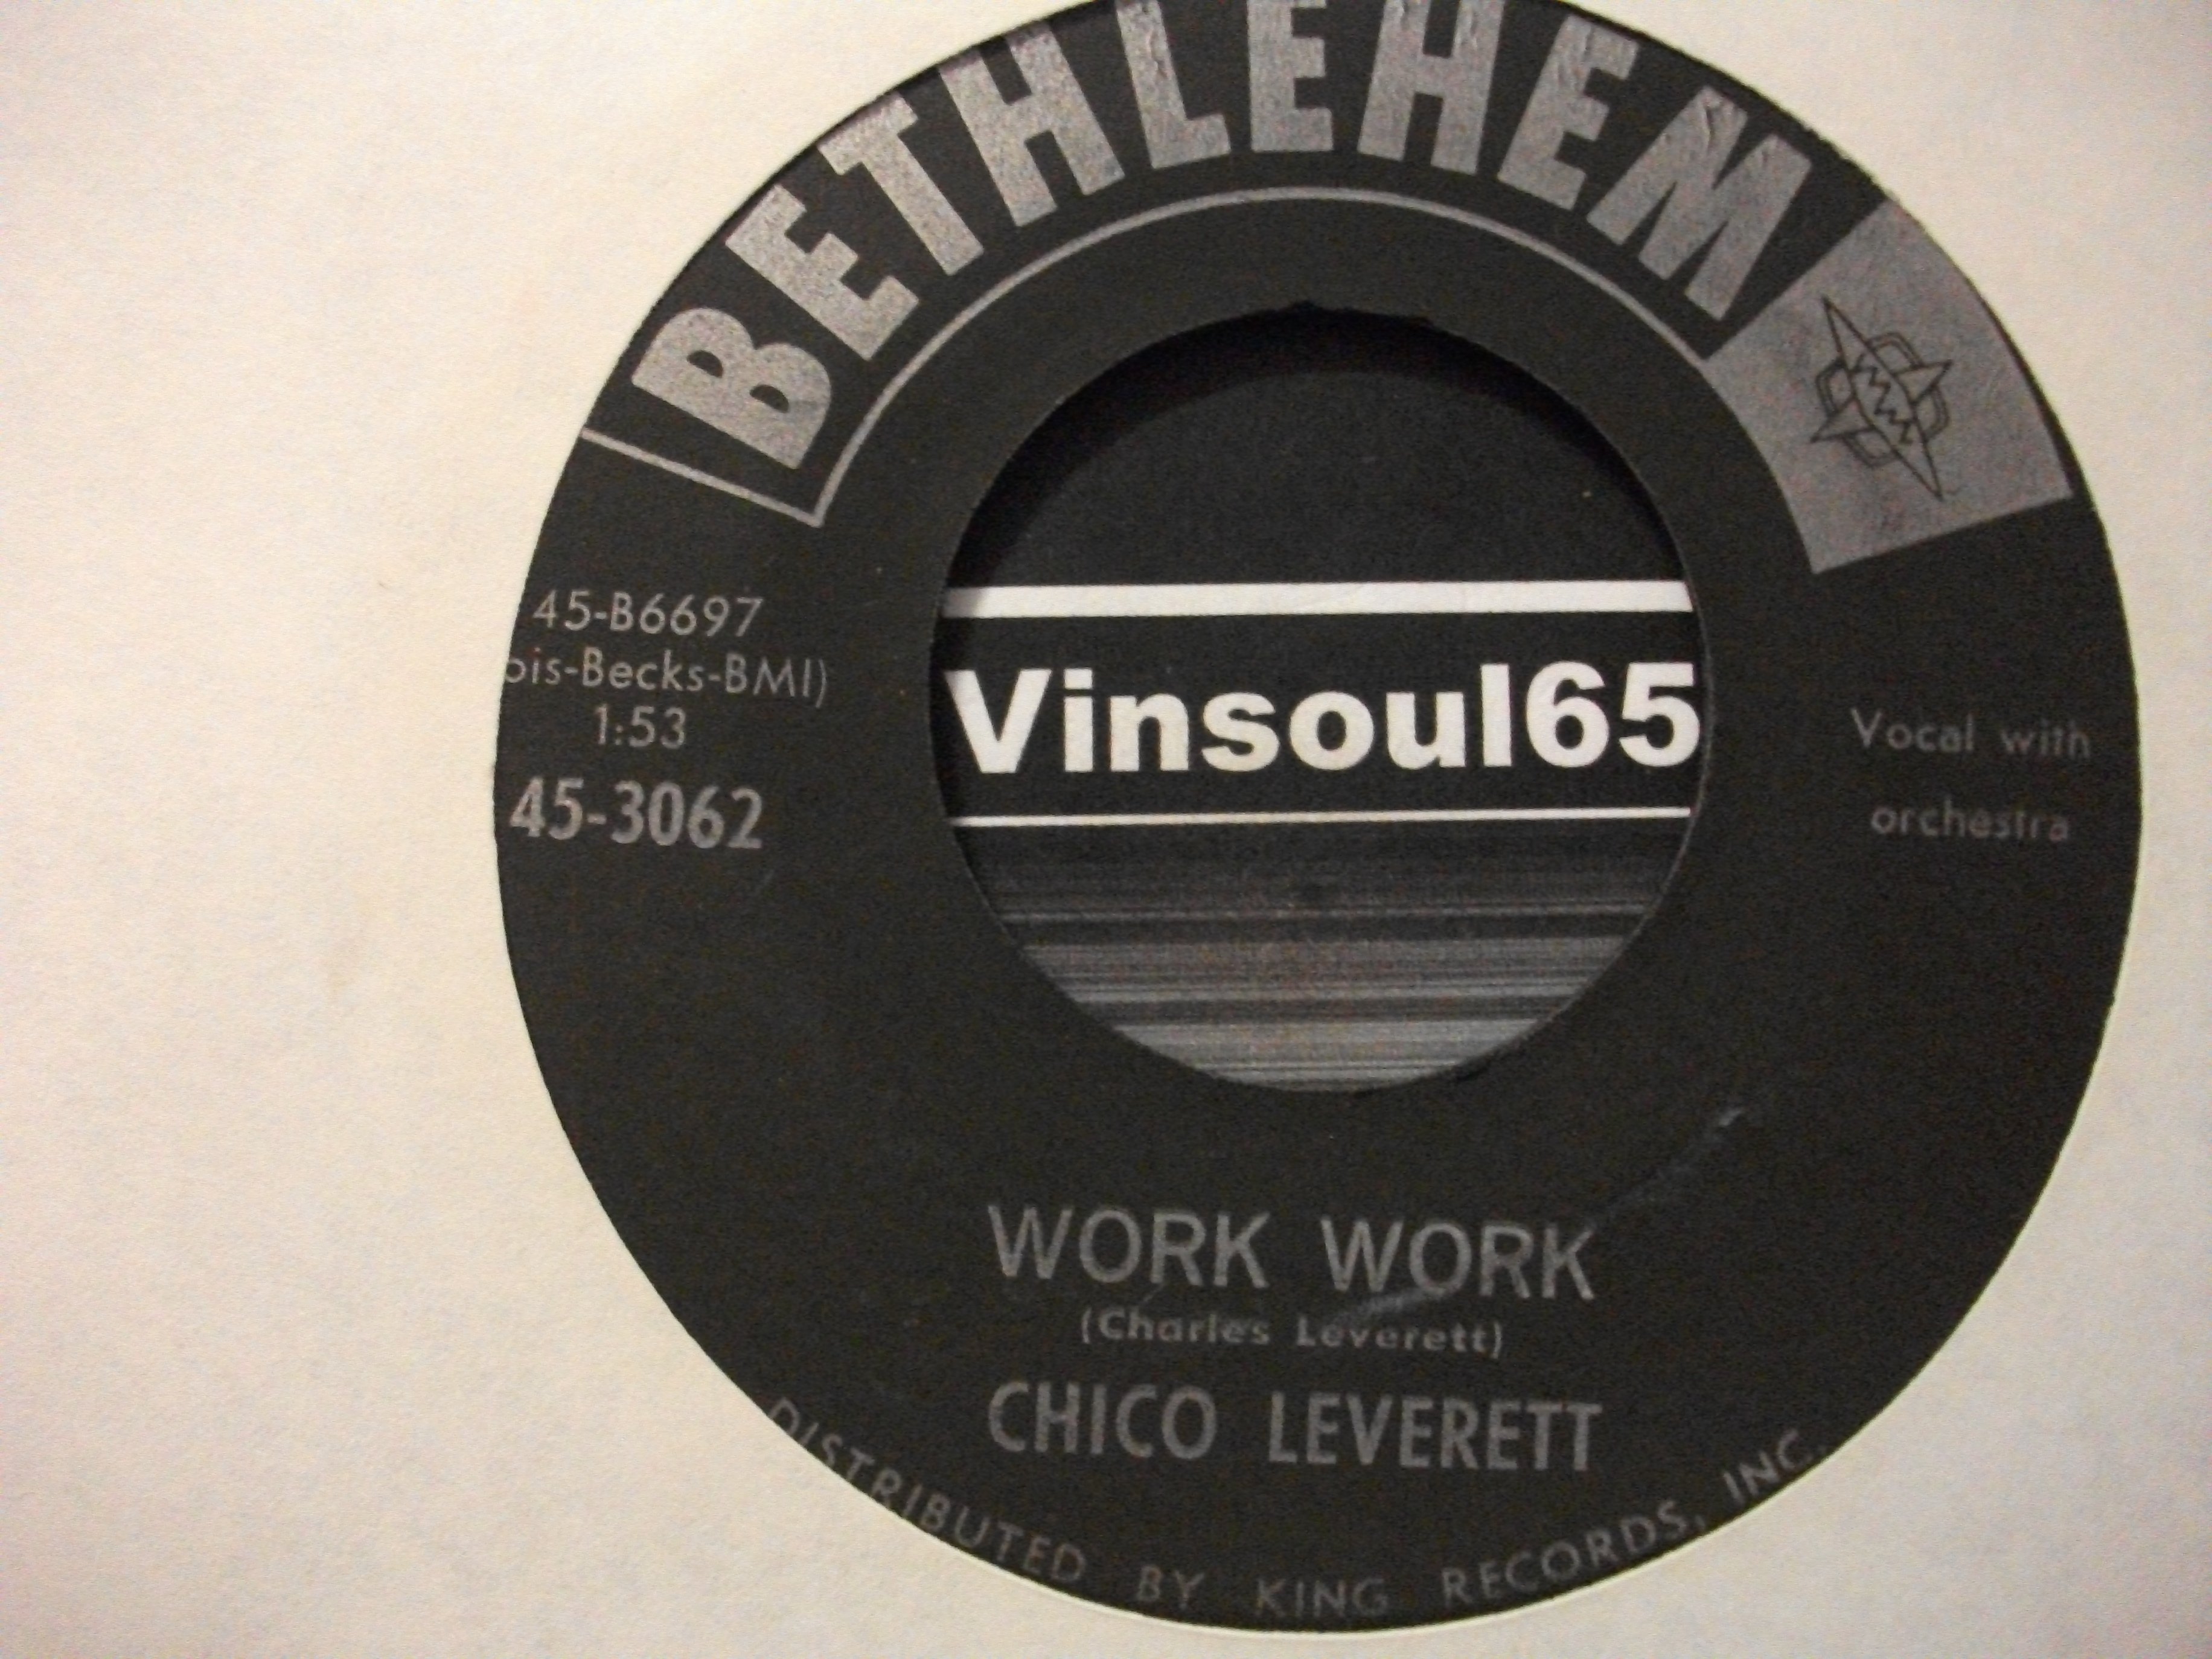 BETHLEHEM
45-B6697
ois-Becks-BMI)
1:53
45-3062
Vinsoul65
Vocal with
orchestra
WORK WORK
(Charles Leverett)
CHICO LEVERETT
DISTRIBUTED BY KING RECORDS, INC.